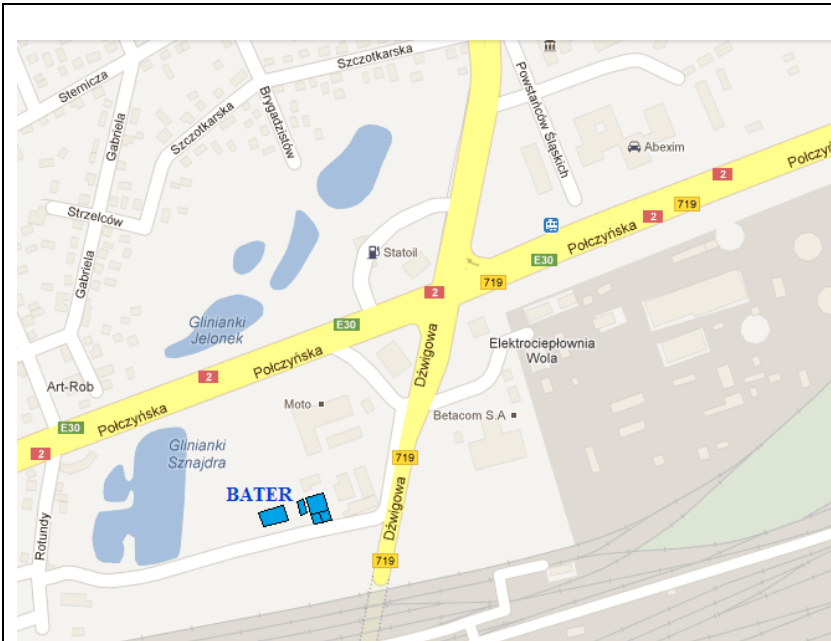 Sternicza
Szczotkarska
Gabriela
Szczotkarska
Brygadzistów
Powstańców Śląskich
Abexim
Połczyń
2
2
719
Strzelców
Statoil
Połczyńska
E30
719
2
Gabriela
Glinianki
Jelonek
E30
Dźwigowa
Elektrociepłownia
Wola
Połczyńska
2
Art-Rob
Moto
Betacom S.A
Połczyńska
E30
2
Glinianki
Sznajdra
719
BATER
Dźwigowa
Rotundy
719